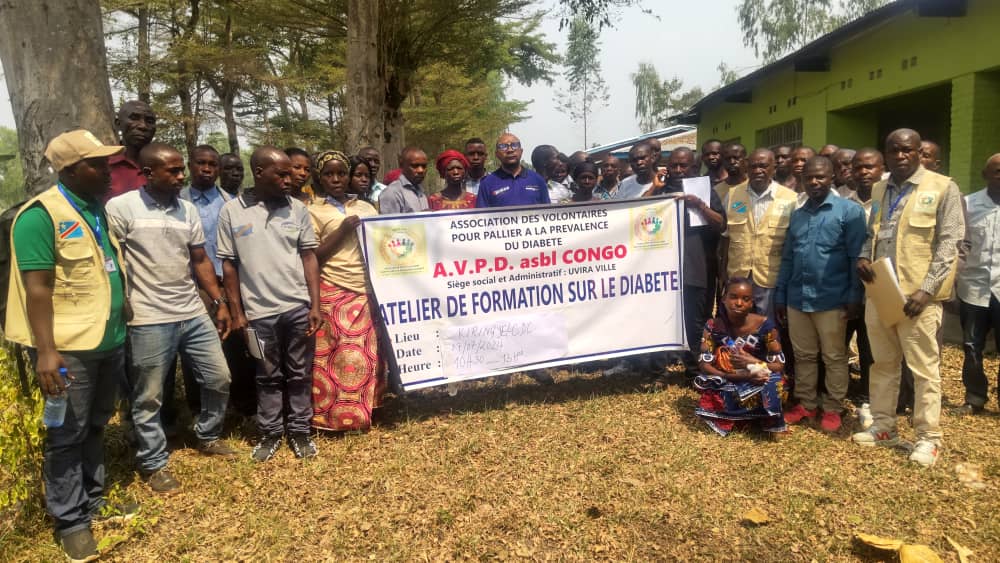 ASSOCIATION DES VOLONTAIRES
POUR PALLIER A LA PREVALENCE
DU DIABETE
A.V.P.D. asbl CONGO
Siège social et Administratif : UVIRA VILLE
ATELIER DE FORMATION SUR LE DIABETE
Lieu :
Date :
Heure :